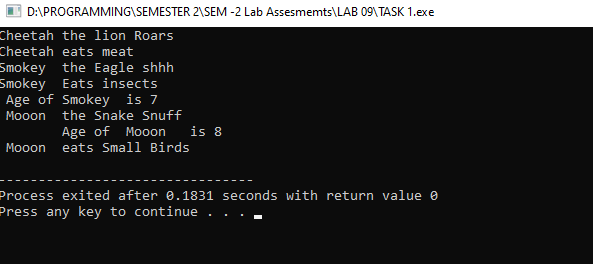 D:\PROGRAMMING\SEMESTER 2\SEM -2 Lab Assesments\LAB 09\TASK 1.exe
Cheetah the lion Roars
Cheetah eats meat
Smokey  the Eagle shhh
Smokey  Eats insects
 Age of Smokey  is 7
 Mooon  the Snake Snuff
        Age of  Mooon   is 8
 Mooon  eats Small Birds
--------------------------------
Process exited after 0.1831 seconds with return value 0
Press any key to continue . . .